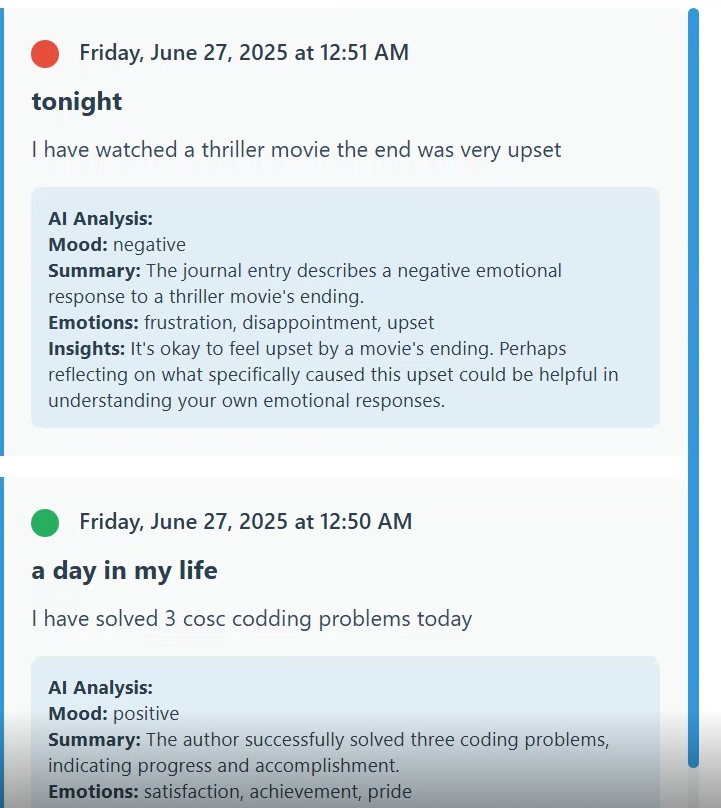 Friday, June 27, 2025 at 12:51 AM
tonight
I have watched a thriller movie the end was very upset
AI Analysis:
Mood: negative
Summary: The journal entry describes a negative emotional
response to a thriller movie's ending.
Emotions: frustration, disappointment, upset
Insights: It's okay to feel upset by a movie's ending. Perhaps
reflecting on what specifically caused this upset could be helpful in
understanding your own emotional responses.
Friday, June 27, 2025 at 12:50 AM
a day in my life
I have solved 3 cosc codding problems today
AI Analysis:
Mood: positive
Summary: The author successfully solved three coding problems,
indicating progress and accomplishment.
Emotions: satisfaction, achievement, pride